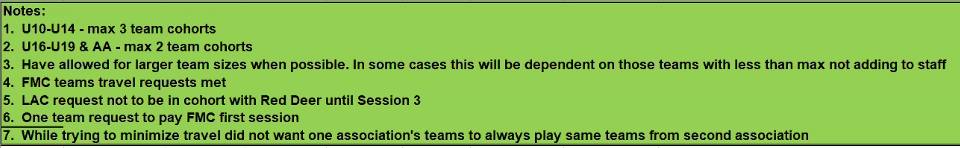 Notes:
1. U10-U14 - max 3 team cohorts
2. U16-U19 & AA - max 2 team cohorts
3. Have allowed for larger team sizes when possible. In some cases this will be dependent on those teams with less than max not adding to staff
4. FMC teams travel requests met
5. LAC request not to be in cohort with Red Deer until Session 3
6. One team request to pay FMC first session
7. While trying to minimize travel did not want one association's teams to always play same teams from second association